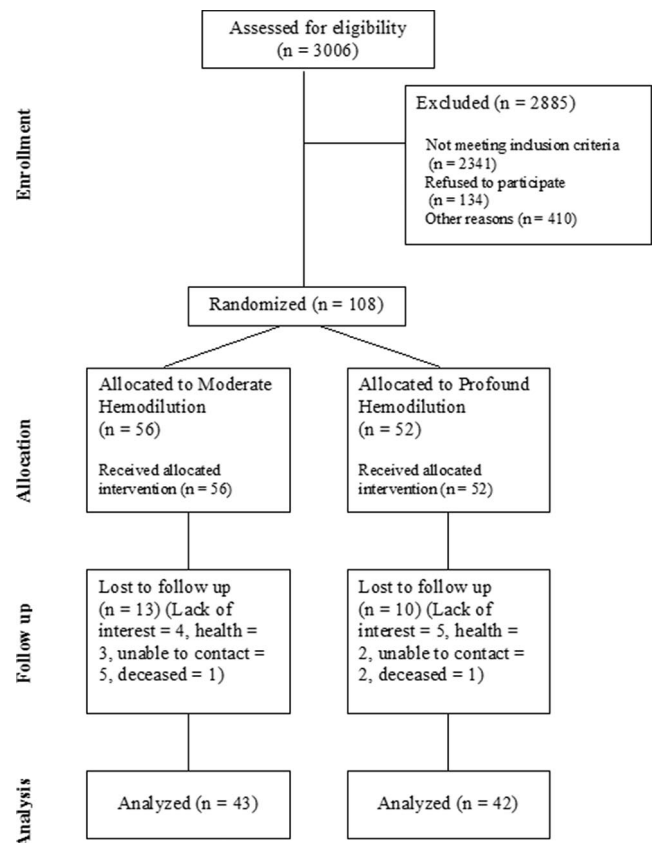 Assessed for eligibility
(n = 3006)
Enrollment
Excluded (n = 2885)
Not meeting inclusion criteria
(n = 2341)
Refused to participate
(n = 134)
Other reasons (n = 410)
Randomized (n = 108)
Allocation
Allocated to Moderate
Hemodilution
(n = 56)
Received allocated
intervention (n = 56)
Allocated to Profound
Hemodilution
(n = 52)
Received allocated
intervention (n = 52)
Follow up
Lost to follow up
(n = 13) (Lack of
interest = 4, health =
3, unable to contact =
5, deceased = 1)
Lost to follow up
(n = 10) (Lack of
interest = 5, health =
2, unable to contact =
2, deceased = 1)
Analysis
Analyzed (n = 43)
Analyzed (n = 42)